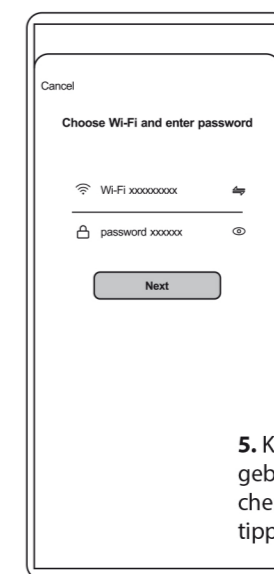 Cancel
Choose Wi-Fi and enter password
Wi-Fi xxxxxxxxx
password xxxxxx
Next
5. K
geb
che
tipp